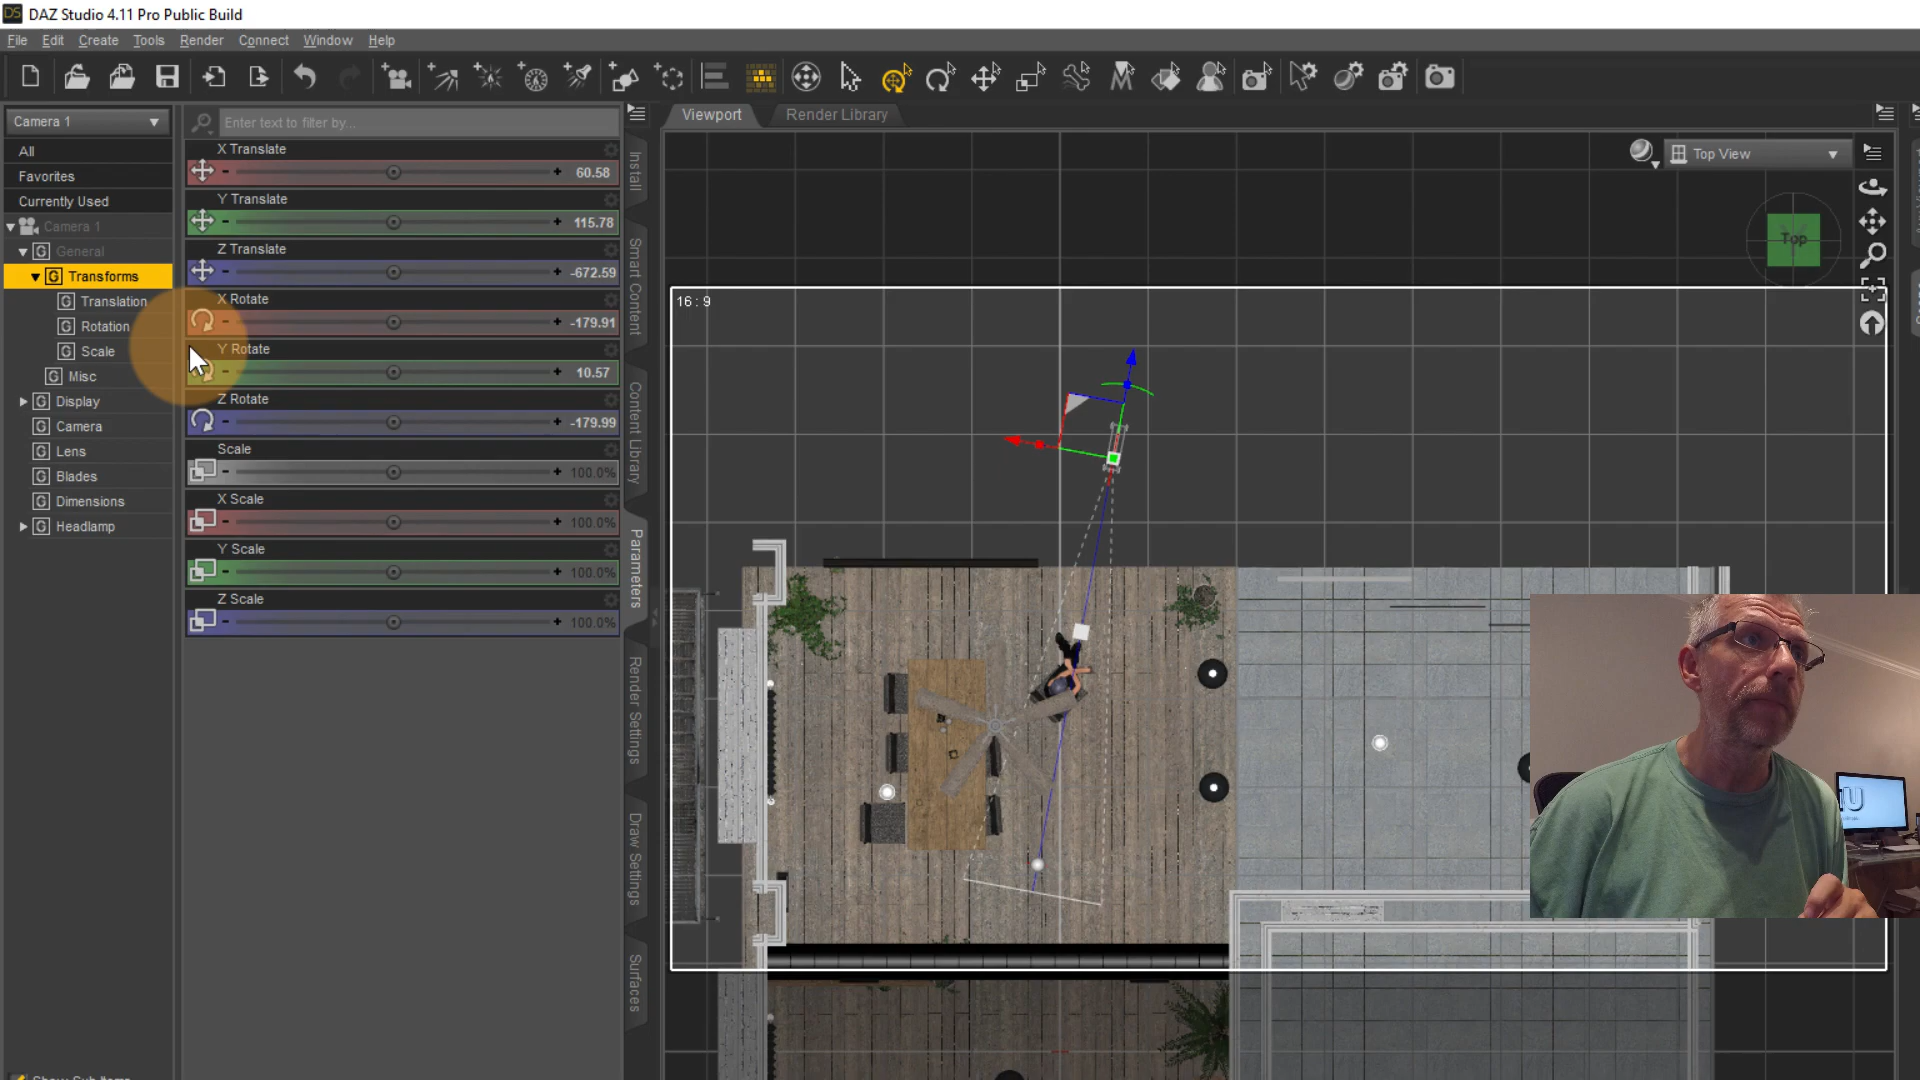 DAZ Studio 4.11 Pro Public Build
File Edit Create Tools Render Connect Window Help
Camera 1
Enter text to filter by...
All
Favorites
Currently Used
Camera 1
General
Transforms
Translation
Rotation
Scale
Misc
Display
Camera
Lens
Blades
Dimensions
Headlamp
Show Sub Items
X Translate
60.58
Y Translate
115.78
Z Translate
-672.59
X Rotate
-179.91
Y Rotate
10.57
Z Rotate
-179.99
Scale
100.0%
X Scale
100.0%
Y Scale
100.0%
Z Scale
100.0%
Install
Smart Content
Content Library
Parameters
Render Settings
Draw Settings
Surfaces
Viewport
Render Library
Top View
Top
16 : 9